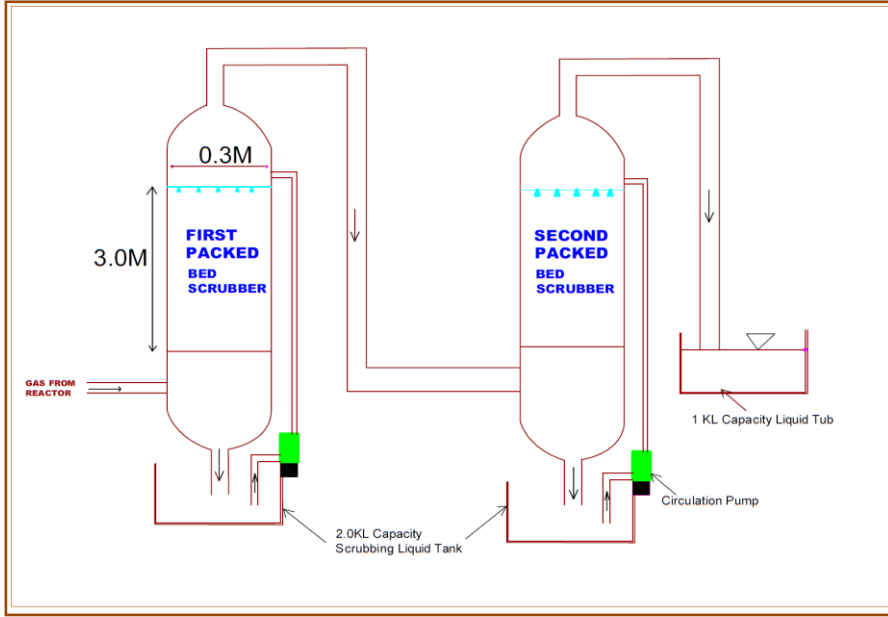 0.3M
FIRST
PACKED
BED
SCRUBBER
3.0M
GAS FROM
REACTOR
SECOND
PACKED
BED
SCRUBBER
1 KL Capacity Liquid Tub
Circulation Pump
2.0KL Capacity
Scrubbing Liquid Tank